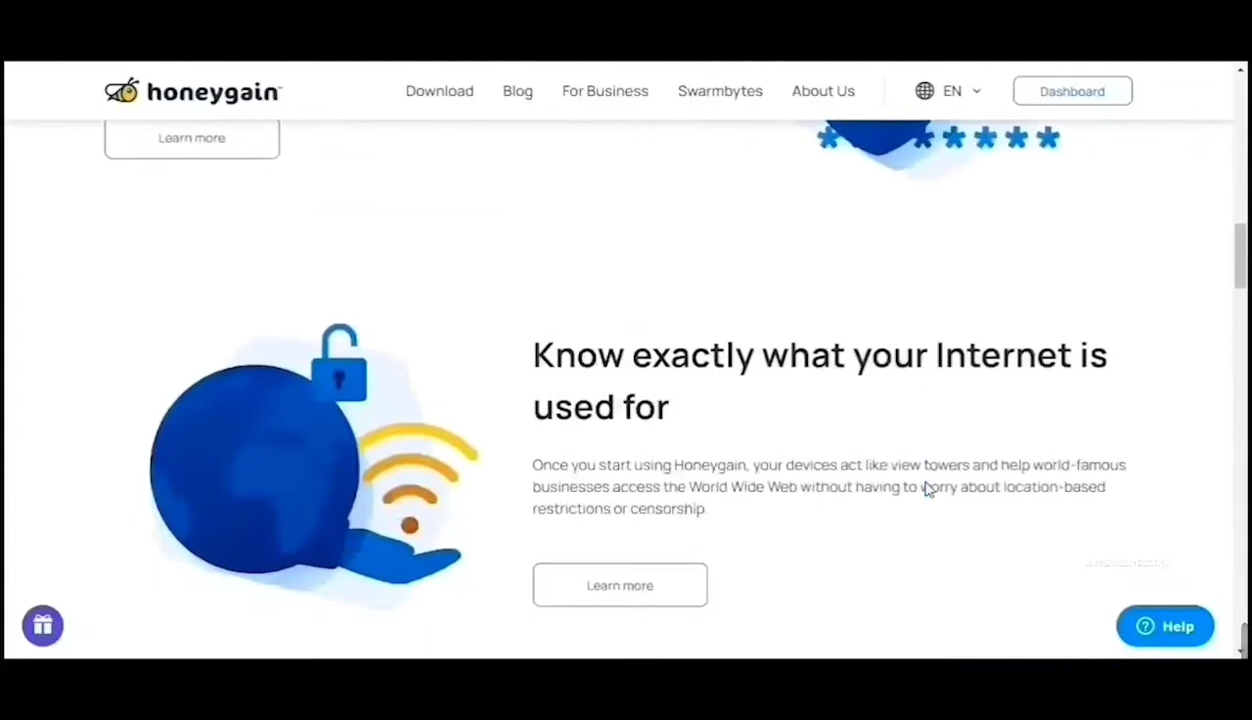 honeygain
Download Blog For Business Swarmbytes About Us EN Dashboard
Learn more
* * * * * *
Know exactly what your Internet is
used for
Once you start using Honeygain, your devices act like view towers and help world-famous
businesses access the World Wide Web without having to worry about location-based
restrictions or censorship.
Learn more
? Help